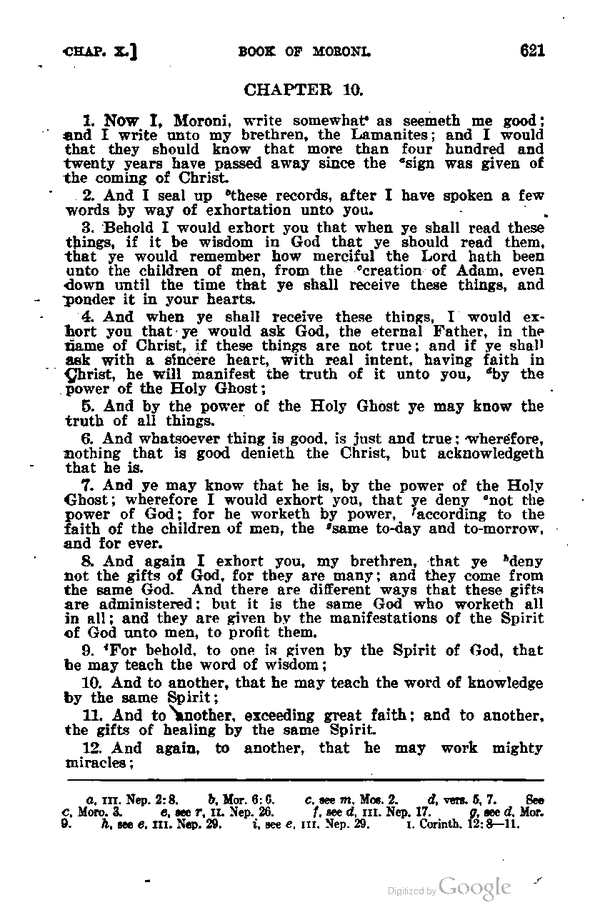 CHAP. X.] BOOK OF MORONI. 621
CHAPTER 10.
1. Now I, Moroni, write somewhat as seemeth me good;
and I write unto my brethren, the Lamanites; and I would
that they should know that more than four hundred and
twenty years have passed away since the ᵃsign was given of
the coming of Christ.
2. And I seal up ᵇthese records, after I have spoken a few
words by way of exhortation unto you.
3. Behold I would exhort you that when ye shall read these
things, if it be wisdom in God that ye should read them,
that ye would remember how merciful the Lord hath been
unto the children of men, from the ᶜcreation of Adam, even
down until the time that ye shall receive these things, and
ponder it in your hearts.
4. And when ye shall receive these things, I would ex-
hort you that ye would ask God, the eternal Father, in the
name of Christ, if these things are not true; and if ye shall
ask with a sincere heart, with real intent, having faith in
Christ, he will manifest the truth of it unto you, ᵈby the
power of the Holy Ghost;
5. And by the power of the Holy Ghost ye may know the
truth of all things.
6. And whatsoever thing is good, is just and true; wherefore,
nothing that is good denieth the Christ, but acknowledgeth
that he is.
7. And ye may know that he is, by the power of the Holy
Ghost; wherefore I would exhort you, that ye deny ᵉnot the
power of God; for he worketh by power, ᶠaccording to the
faith of the children of men, the ᵍsame to-day and to-morrow,
and for ever.
8. And again I exhort you, my brethren, that ye ʰdeny
not the gifts of God, for they are many; and they come from
the same God. And there are different ways that these gifts
are administered; but it is the same God who worketh all
in all; and they are given by the manifestations of the Spirit
of God unto men, to profit them.
9. ⁱFor behold, to one is given by the Spirit of God, that
he may teach the word of wisdom;
10. And to another, that he may teach the word of knowledge
by the same Spirit;
11. And to another, exceeding great faith; and to another,
the gifts of healing by the same Spirit.
12. And again, to another, that he may work mighty
miracles;
a, III. Nep. 2:8. b, Mor. 6:6. c, see m, Mos. 2. d, vers. 5, 7. See
c, Moro. 3. e, see r, II. Nep. 26. f, see d, III. Nep. 17. g, see d, Mor.
9. h, see e, III. Nep. 29. i, see e, III. Nep. 29. I. Corinth. 12:8—11.
Digitized by Google